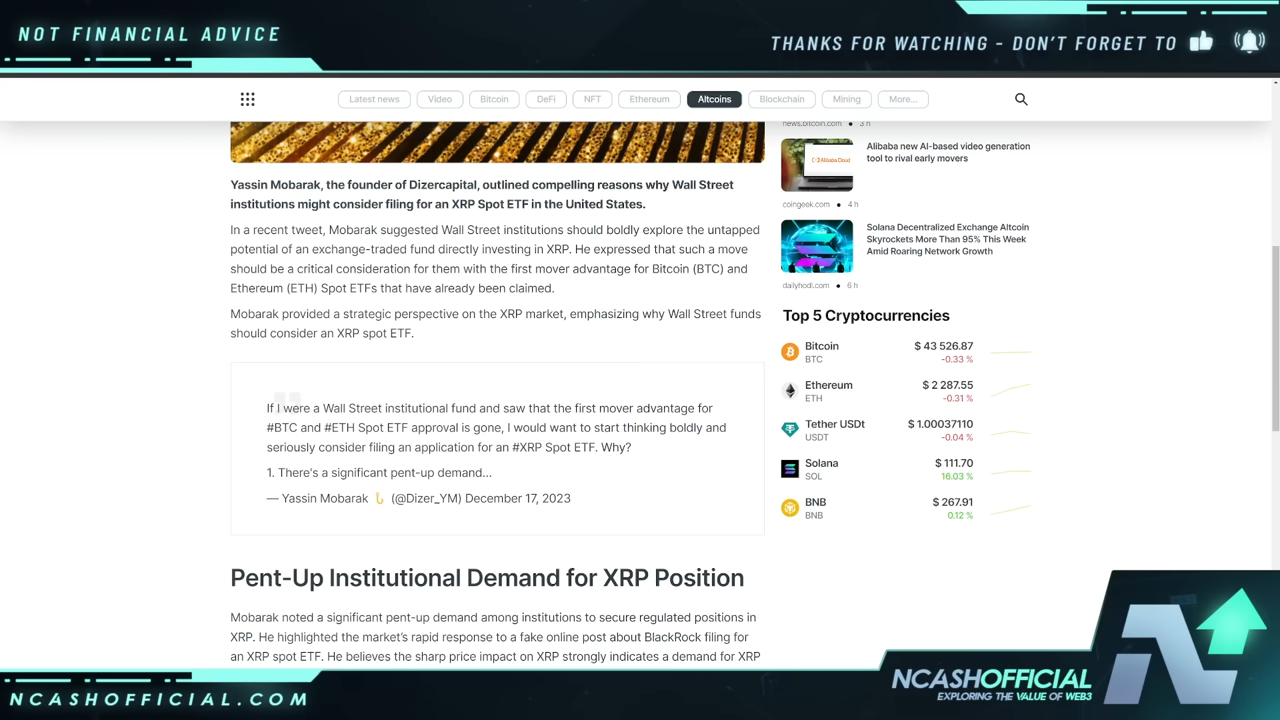 NOT FINANCIAL ADVICE
THANKS FOR WATCHING - DON'T FORGET TO
Latest news
Video
Bitcoin
DeFi
NFT
Ethereum
Altcoins
Blockchain
Mining
More...
Yassin Mobarak, the founder of Dizercapital, outlined compelling reasons why Wall Street
institutions might consider filing for an XRP Spot ETF in the United States.
In a recent tweet, Mobarak suggested Wall Street institutions should boldly explore the untapped
potential of an exchange-traded fund directly investing in XRP. He expressed that such a move
should be a critical consideration for them with the first mover advantage for Bitcoin (BTC) and
Ethereum (ETH) Spot ETFs that have already been claimed.
Mobarak provided a strategic perspective on the XRP market, emphasizing why Wall Street funds
should consider an XRP spot ETF.
If I were a Wall Street institutional fund and saw that the first mover advantage for
#BTC and #ETH Spot ETF approval is gone, I would want to start thinking boldly and
seriously consider filing an application for an #XRP Spot ETF. Why?
1. There's a significant pent-up demand...
— Yassin Mobarak (@Dizer_YM) December 17, 2023
Pent-Up Institutional Demand for XRP Position
Mobarak noted a significant pent-up demand among institutions to secure regulated positions in
XRP. He highlighted the market's rapid response to a fake online post about BlackRock filing for
an XRP spot ETF. He believes the sharp price impact on XRP strongly indicates a demand for XRP
news.bitcoin.com ● 3 h
Alibaba new AI-based video generation
tool to rival early movers
Alibaba Cloud
coingeek.com ● 4 h
Solana Decentralized Exchange Altcoin
Skyrockets More Than 95% This Week
Amid Roaring Network Growth
dailyhodl.com ● 6 h
Top 5 Cryptocurrencies
Bitcoin $ 43 526.87
BTC -0.33 %
Ethereum $ 2 287.55
ETH -0.31 %
Tether USDt $ 1.00037110
USDT -0.04 %
Solana $ 111.70
SOL 16.03 %
BNB $ 267.91
BNB 0.12 %
NCASHOFFICIAL.COM
NCASHOFFICIAL
EXPLORING THE VALUE OF WEB3